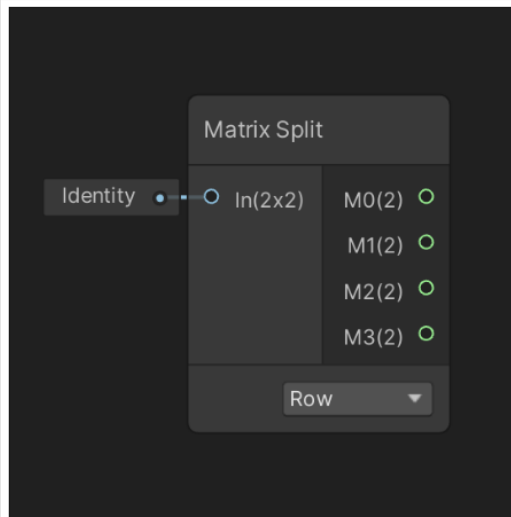 Matrix Split
Identity
In(2x2)
M0(2)
M1(2)
M2(2)
M3(2)
Row